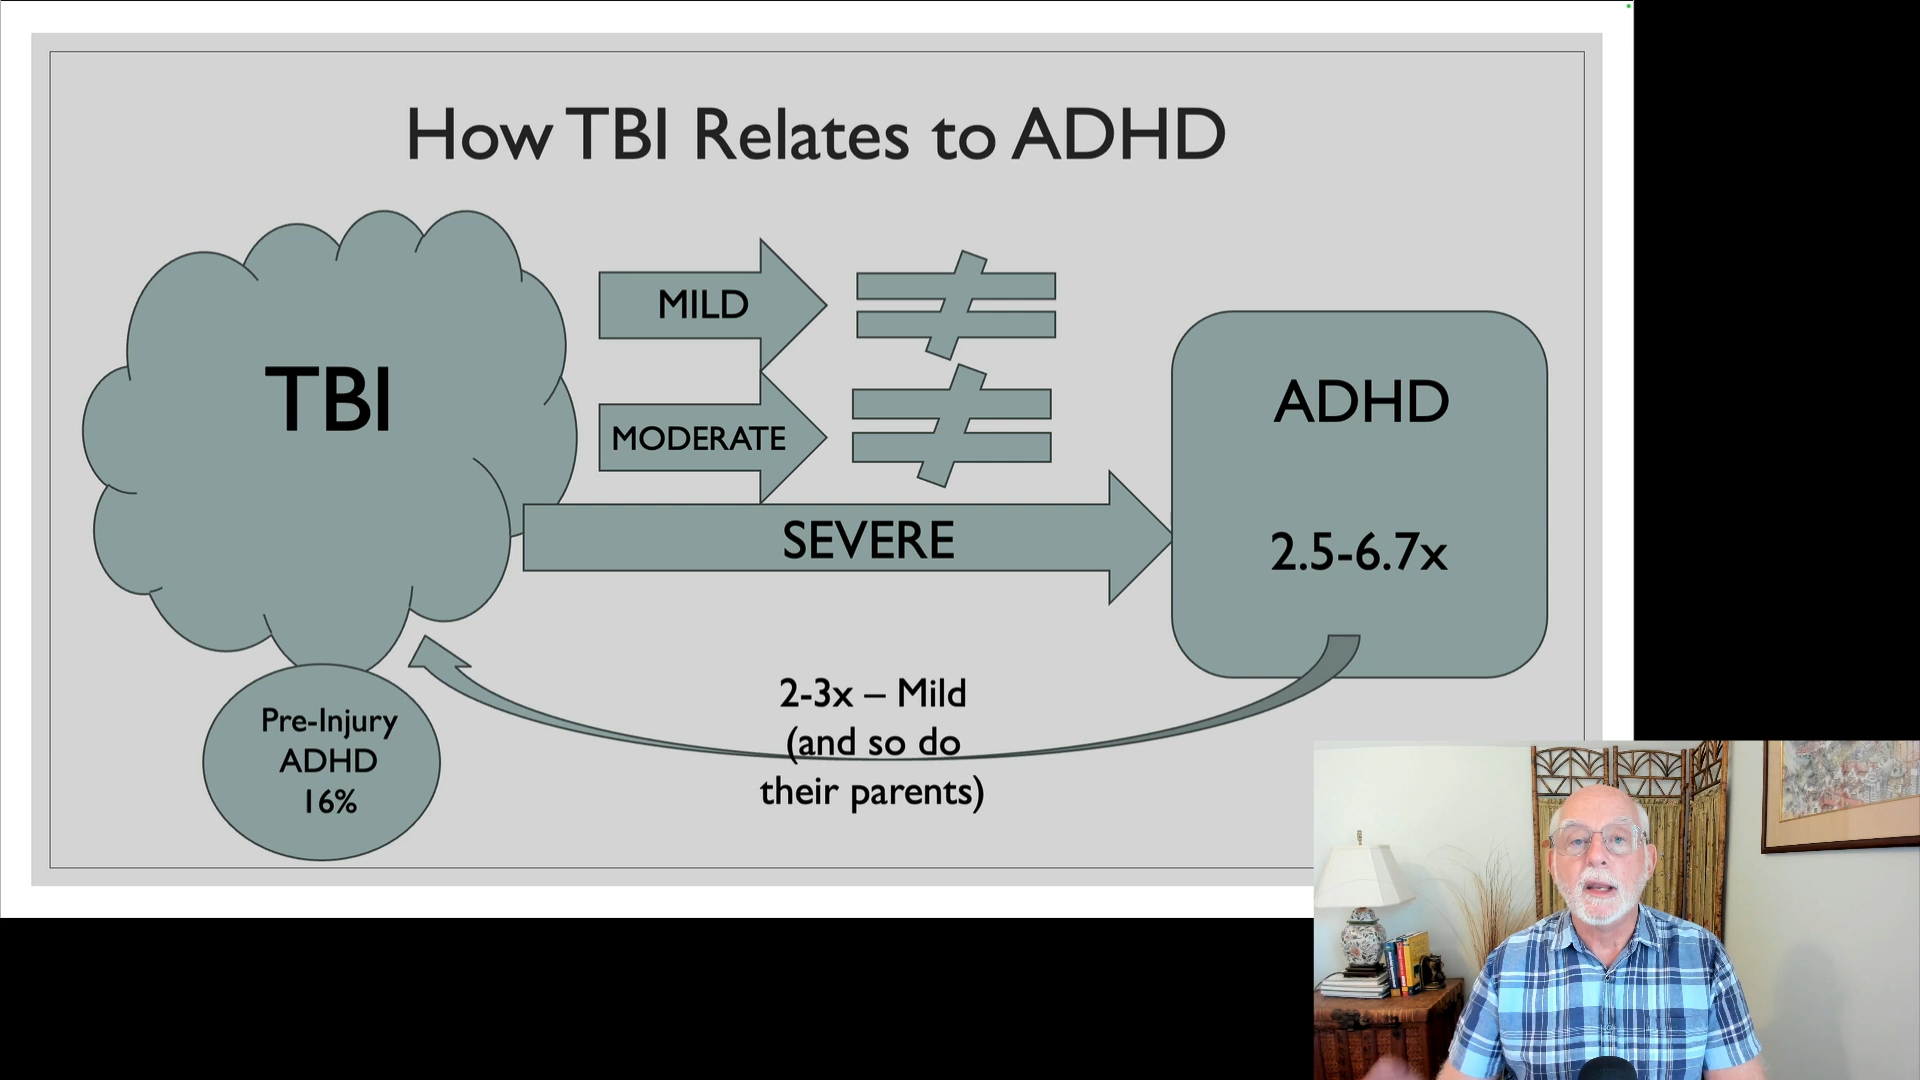 How TBI Relates to ADHD
TBI
MILD
MODERATE
SEVERE
ADHD
2.5-6.7x
2-3x – Mild
(and so do
their parents)
Pre-Injury
ADHD
16%